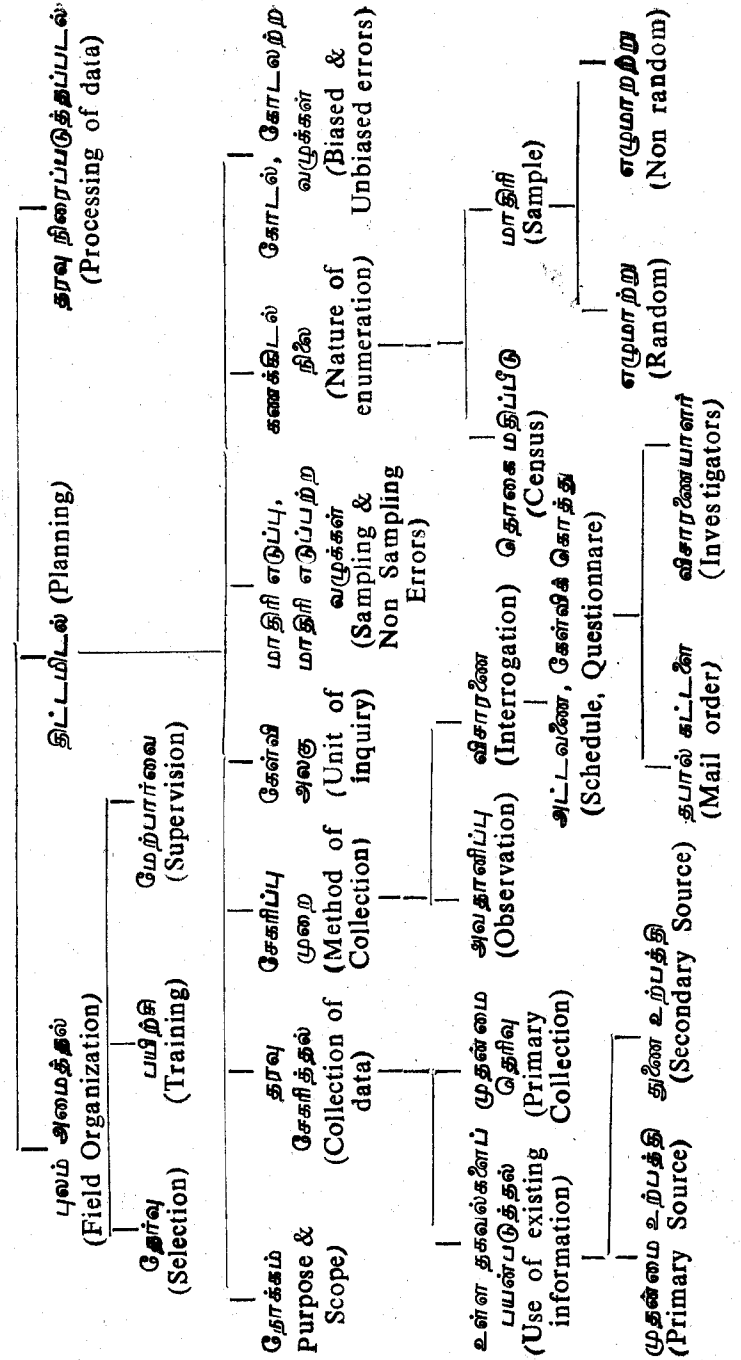 புலம் அமைத்தல்
(Field Organization)
திட்டமிடல் (Planning)
தரவு நிரைப்படுத்தப்படல்
(Processing of data)
தேர்வு
(Selection)
பயிற்சி
(Training)
மேற்பார்வை
(Supervision)
நோக்கம்
Purpose &
Scope)
தரவு
சேகரித்தல்
(Collection of
data)
சேகரிப்பு
முறை
(Method of
Collection)
கேள்வி
அலகு
(Unit of
inquiry)
மாதிரி எடுப்பு,
மாதிரி எடுப்பற்ற
வழுக்கள்
(Sampling &
Non Sampling
Errors)
கணக்கிடல்
நிலை
(Nature of
enumeration)
கோடல், கோடலற்ற
வழுக்கள்
(Biased &
Unbiased errors)
உள்ள தகவல்களைப்
பயன்படுத்தல்
(Use of existing
information)
முதன்மை
தெரிவு
(Primary
Collection)
அவதானிப்பு
(Observation)
விசாரணை
(Interrogation)
தொகை மதிப்பீடு
(Census)
மாதிரி
(Sample)
அட்டவணை, கேள்விக் கொத்து
(Schedule, Questionnare)
எழுமாற்று
(Random)
எழுமாறற்று
(Non random)
முதன்மை உற்பத்தி
(Primary Source)
துணை உற்பத்தி
(Secondary Source)
தபால் கட்டளை
(Mail order)
விசாரணையாளர்
(Investigators)